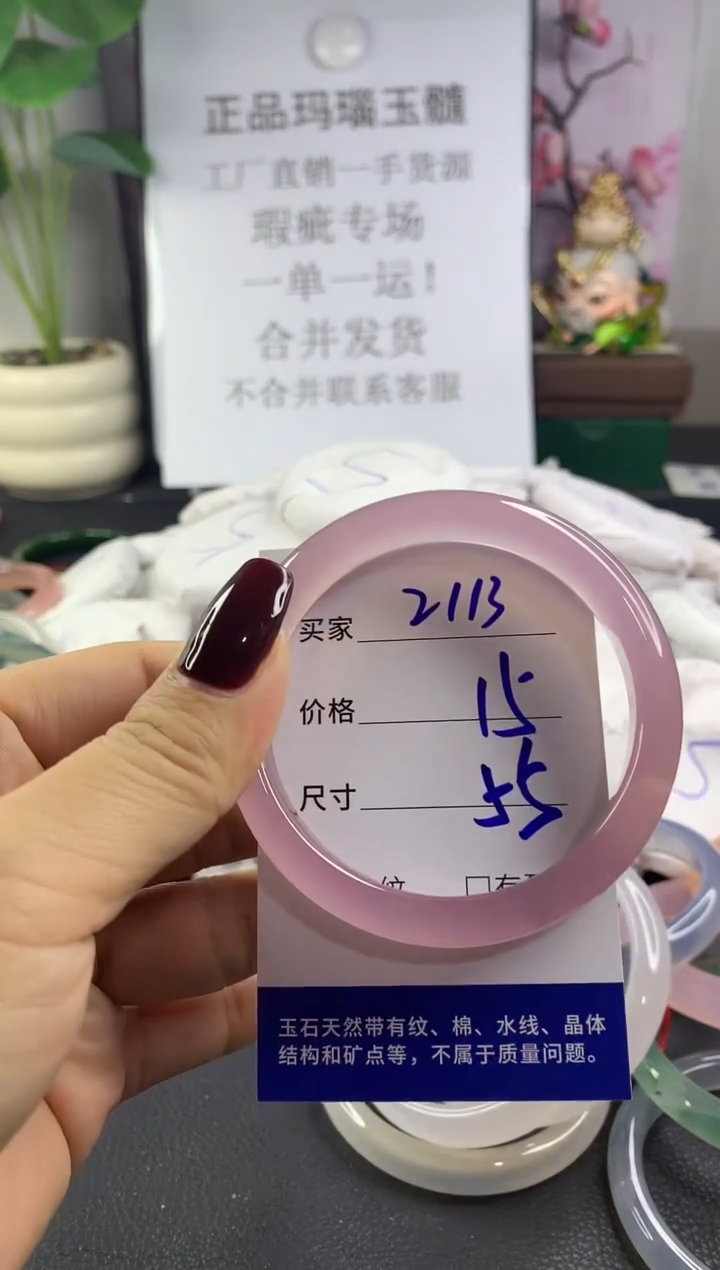 正品玛瑙玉髓
工厂直销一手货源
瑕疵专场
一单一运！
合并发货
不合并联系客服
15
买家 2113
价格 15
尺寸 55
纹 □有
玉石天然带有纹、棉、水线、晶体
结构和矿点等，不属于质量问题。